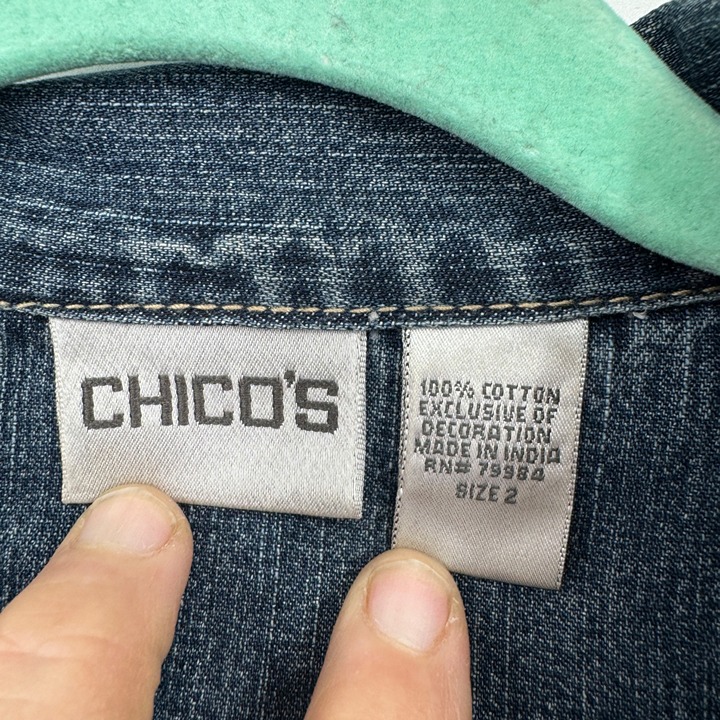 CHICO'S
100% COTTON
EXCLUSIVE OF
DECORATION
MADE IN INDIA
RN# 79984
SIZE 2